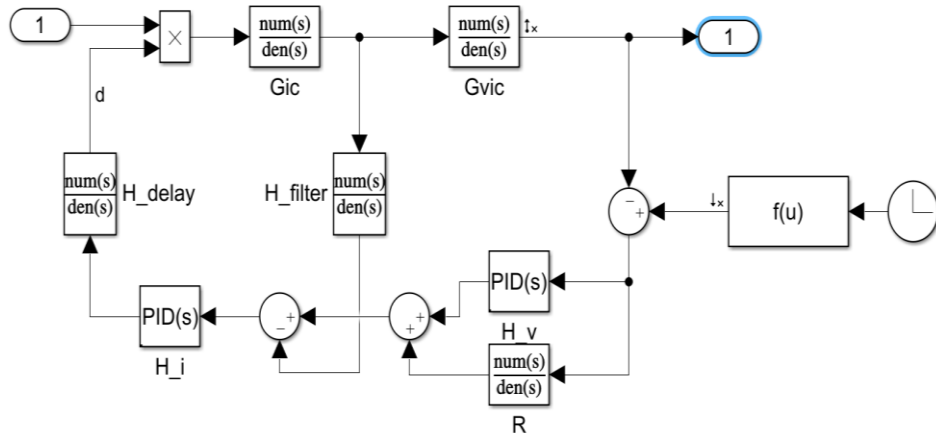 1
×
num(s)
den(s)
Gic
num(s)
den(s)
Gvic
1
d
num(s)
den(s)
H_delay
H_filter
num(s)
den(s)
f(u)
PID(s)
H_v
PID(s)
H_i
num(s)
den(s)
R